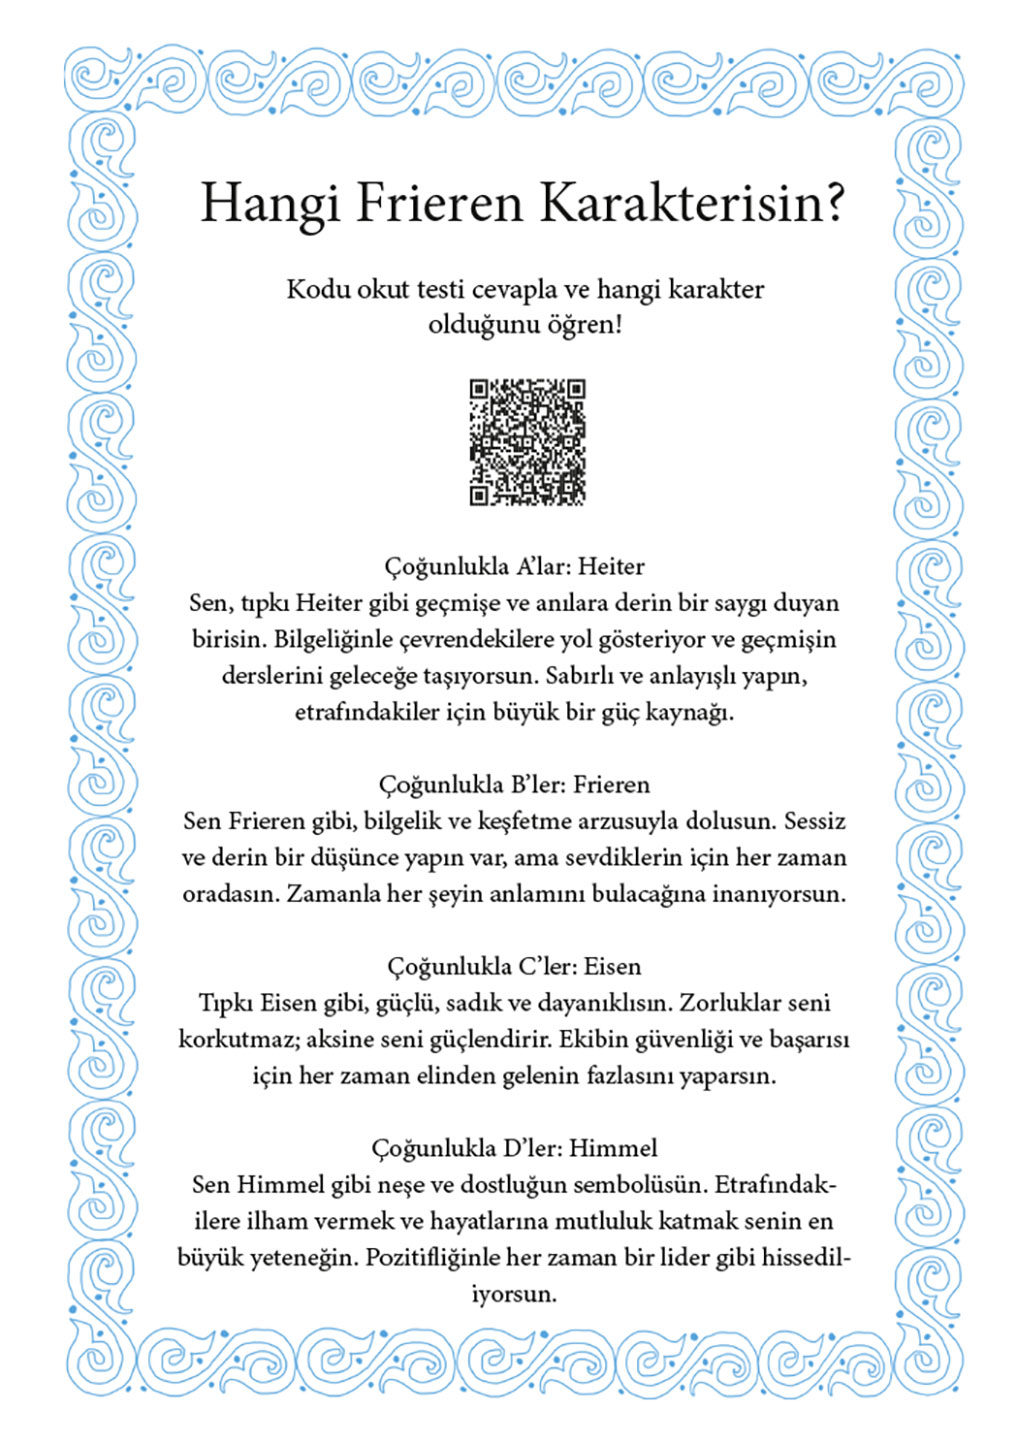 Hangi Frieren Karakterisin?
Kodu okut testi cevapla ve hangi karakter
olduğunu öğren!
Çoğunlukla A’lar: Heiter
Sen, tıpkı Heiter gibi geçmişe ve anılara derin bir saygı duyan
birisin. Bilgeliğinle çevrendekilere yol gösteriyor ve geçmişin
derslerini geleceğe taşıyorsun. Sabırlı ve anlayışlı yapın,
etrafındakiler için büyük bir güç kaynağı.
Çoğunlukla B’ler: Frieren
Sen Frieren gibi, bilgelik ve keşfetme arzusuyla dolusun. Sessiz
ve derin bir düşünce yapın var, ama sevdiklerin için her zaman
oradasın. Zamanla her şeyin anlamını bulacağına inanıyorsun.
Çoğunlukla C’ler: Eisen
Tıpkı Eisen gibi, güçlü, sadık ve dayanıklısın. Zorluklar seni
korkutmaz; aksine seni güçlendirir. Ekibin güvenliği ve başarısı
için her zaman elinden gelenin fazlasını yaparsın.
Çoğunlukla D’ler: Himmel
Sen Himmel gibi neşe ve dostluğun sembolüsün. Etrafındak-
ilere ilham vermek ve hayatlarına mutluluk katmak senin en
büyük yeteneğin. Pozitifliğinle her zaman bir lider gibi hissedil-
iyorsun.